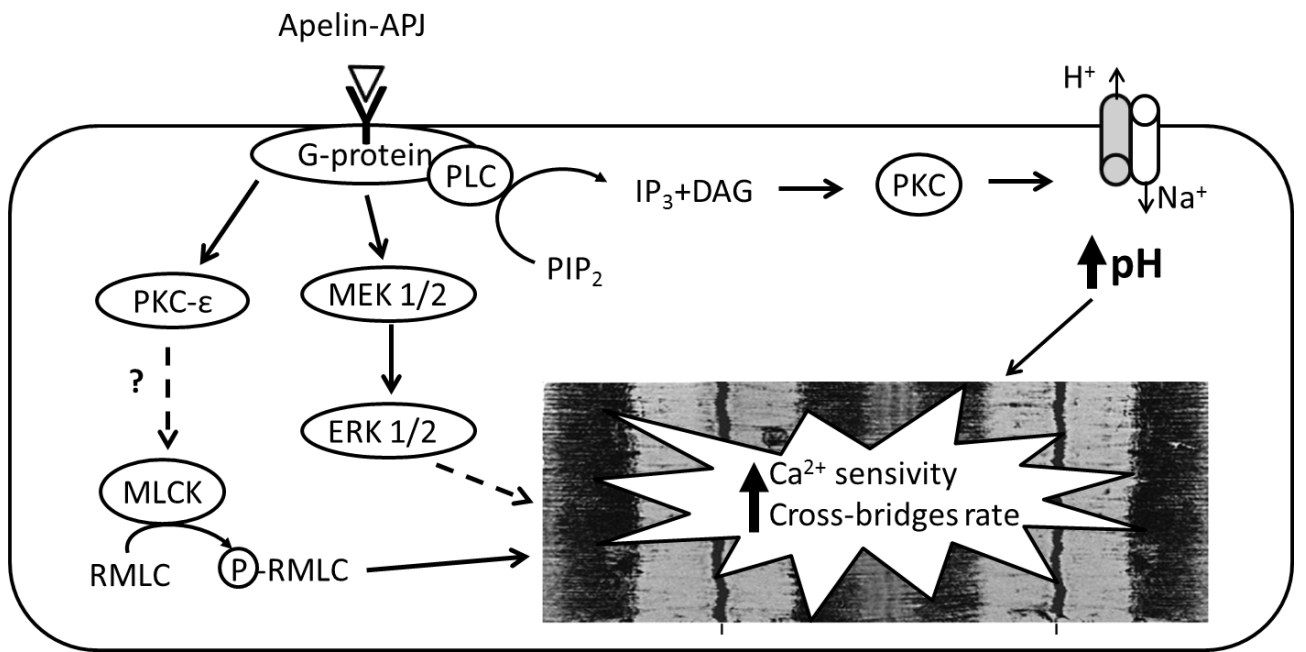 Apelin-APJ
H⁺
G-protein
PLC
IP₃+DAG
PKC
Na⁺
PIP₂
pH
PKC-ε
MEK 1/2
?
ERK 1/2
MLCK
Ca²⁺ sensivity
Cross-bridges rate
RMLC
P-RMLC